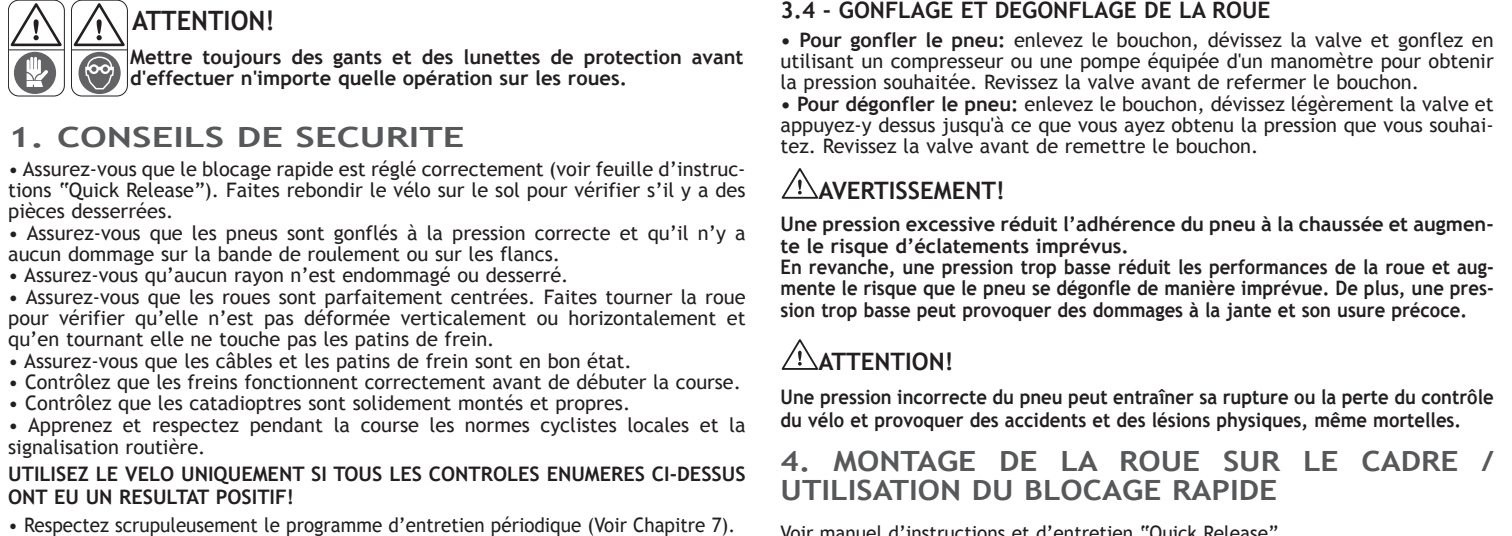 ATTENTION!
Mettre toujours des gants et des lunettes de protection avant
d'effectuer n'importe quelle opération sur les roues.
1. CONSEILS DE SECURITE
• Assurez-vous que le blocage rapide est réglé correctement (voir feuille d’instruc-
tions “Quick Release”). Faites rebondir le vélo sur le sol pour vérifier s’il y a des
pièces desserrées.
• Assurez-vous que les pneus sont gonflés à la pression correcte et qu’il n’y a
aucun dommage sur la bande de roulement ou sur les flancs.
• Assurez-vous qu’aucun rayon n’est endommagé ou desserré.
• Assurez-vous que les roues sont parfaitement centrées. Faites tourner la roue
pour vérifier qu’elle n’est pas déformée verticalement ou horizontalement et
qu’en tournant elle ne touche pas les patins de frein.
• Assurez-vous que les câbles et les patins de frein sont en bon état.
• Contrôlez que les freins fonctionnent correctement avant de débuter la course.
• Contrôlez que les catadioptres sont solidement montés et propres.
• Apprenez et respectez pendant la course les normes cyclistes locales et la
signalisation routière.
UTILISEZ LE VELO UNIQUEMENT SI TOUS LES CONTROLES ENUMERES CI-DESSUS
ONT EU UN RESULTAT POSITIF!
• Respectez scrupuleusement le programme d’entretien périodique (Voir Chapitre 7).
3.4 - GONFLAGE ET DEGONFLAGE DE LA ROUE
• Pour gonfler le pneu: enlevez le bouchon, dévissez la valve et gonflez en
utilisant un compresseur ou une pompe équipée d'un manomètre pour obtenir
la pression souhaitée. Revissez la valve avant de refermer le bouchon.
• Pour dégonfler le pneu: enlevez le bouchon, dévissez légèrement la valve et
appuyez-y dessus jusqu'à ce que vous ayez obtenu la pression que vous souhai-
tez. Revissez la valve avant de remettre le bouchon.
AVERTISSEMENT!
Une pression excessive réduit l’adhérence du pneu à la chaussée et augmen-
te le risque d’éclatements imprévus.
En revanche, une pression trop basse réduit les performances de la roue et aug-
mente le risque que le pneu se dégonfle de manière imprévue. De plus, une pres-
sion trop basse peut provoquer des dommages à la jante et son usure précoce.
ATTENTION!
Une pression incorrecte du pneu peut entraîner sa rupture ou la perte du contrôle
du vélo et provoquer des accidents et des lésions physiques, même mortelles.
4. MONTAGE DE LA ROUE SUR LE CADRE /
UTILISATION DU BLOCAGE RAPIDE
Voir manuel d’instructions et d’entretien “Quick Release”